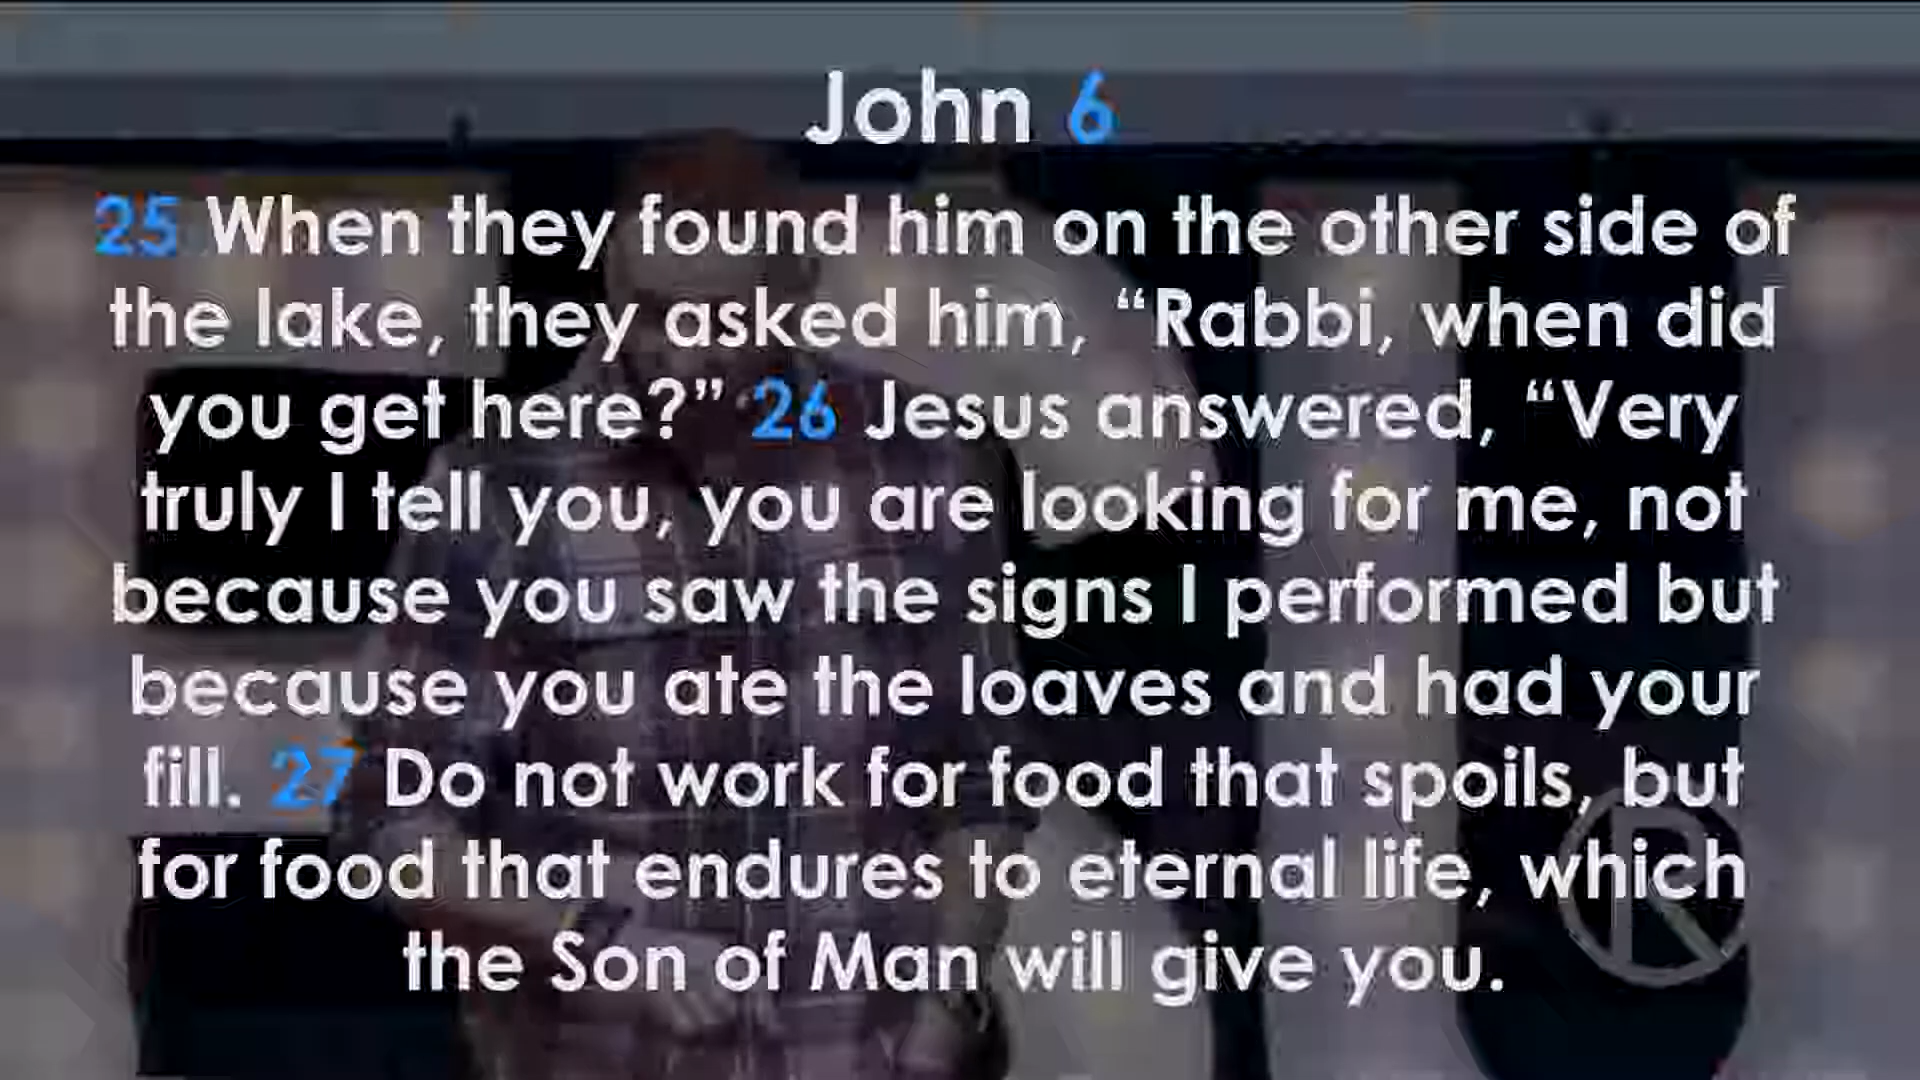 John 6
25 When they found him on the other side of
the lake, they asked him, “Rabbi, when did
you get here?” 26 Jesus answered, “Very
truly I tell you, you are looking for me, not
because you saw the signs I performed but
because you ate the loaves and had your
fill. 27 Do not work for food that spoils, but
for food that endures to eternal life, which
the Son of Man will give you.
R